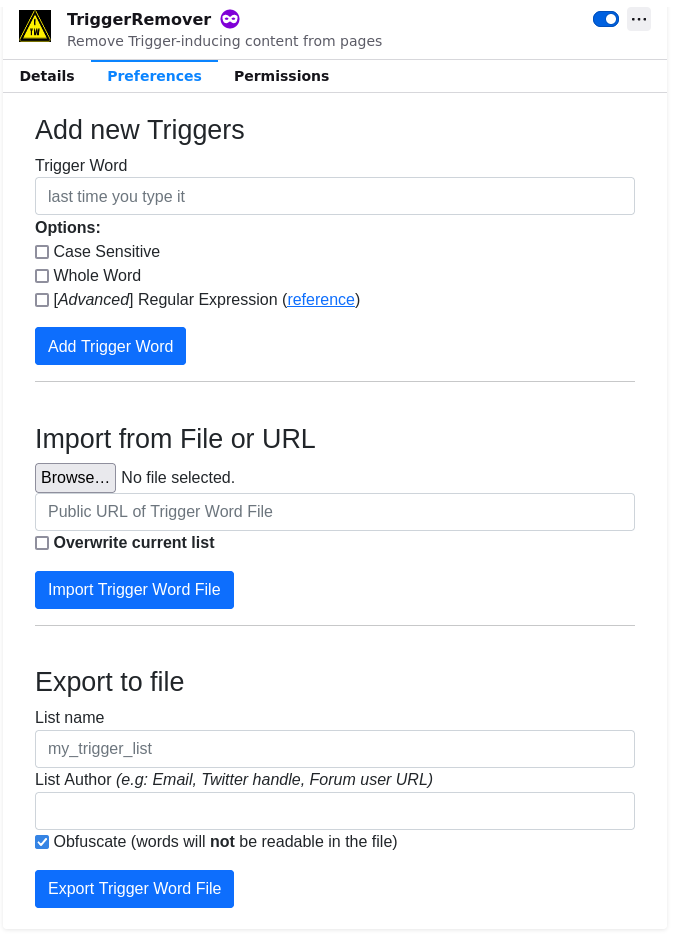 TW
TriggerRemover
Remove Trigger-inducing content from pages
Details Preferences Permissions
Add new Triggers
Trigger Word
last time you type it
Options:
Case Sensitive
Whole Word
[Advanced] Regular Expression (reference)
Add Trigger Word
Import from File or URL
Browse… No file selected.
Public URL of Trigger Word File
Overwrite current list
Import Trigger Word File
Export to file
List name
my_trigger_list
List Author (e.g: Email, Twitter handle, Forum user URL)
Obfuscate (words will not be readable in the file)
Export Trigger Word File